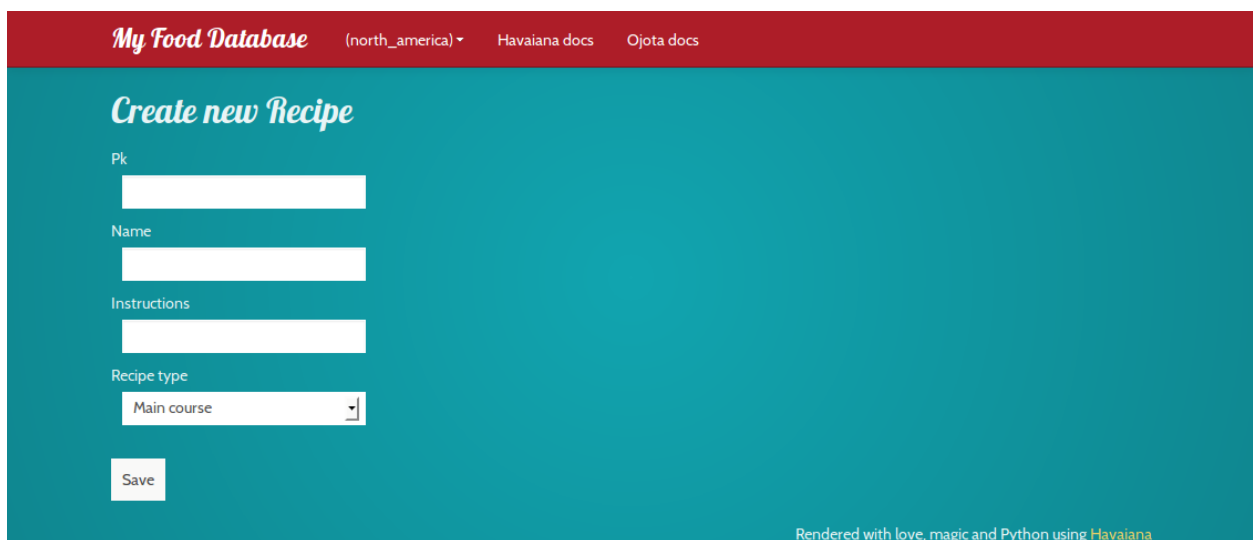 My Food Database (north_america) Havaiana docs Ojota docs
Create new Recipe
Pk
Name
Instructions
Recipe type
Main course
Save
Rendered with love, magic and Python using Havaiana